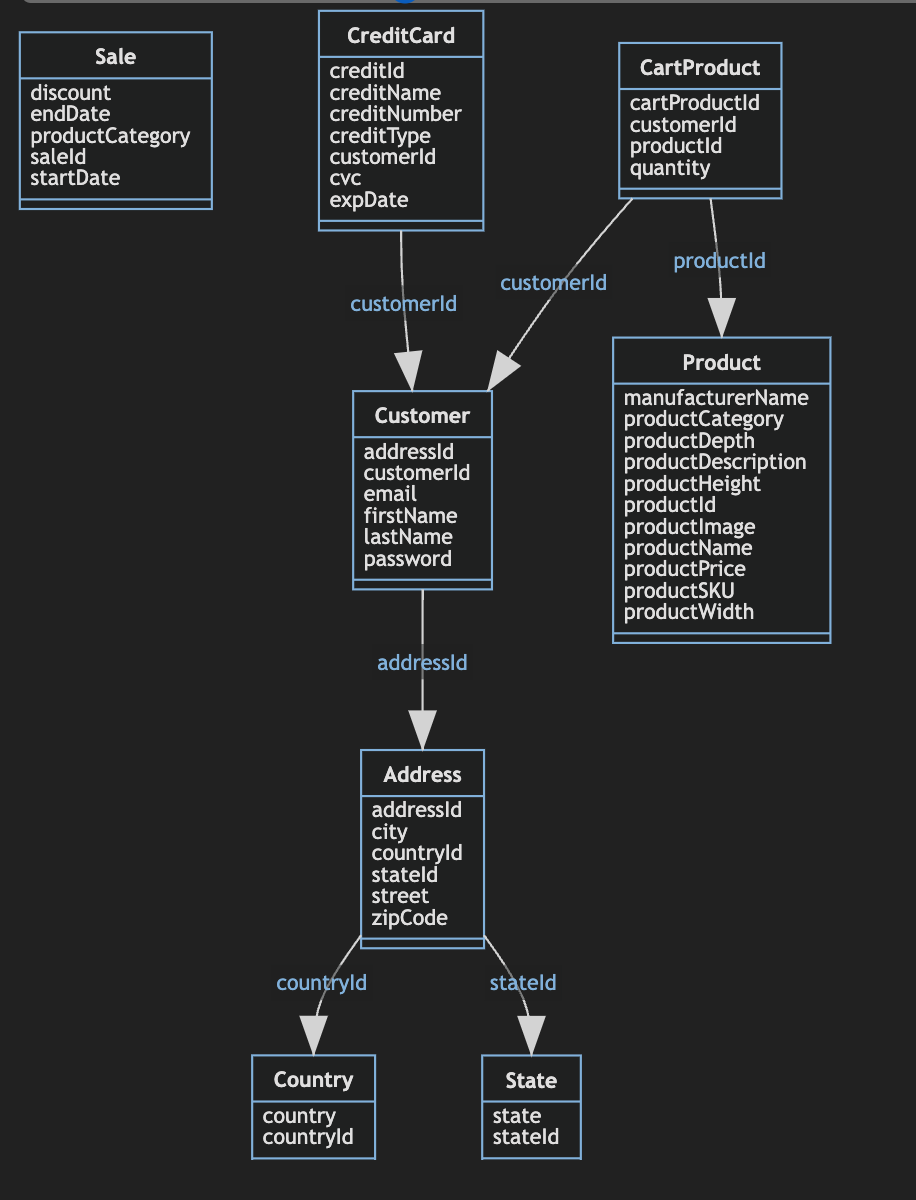 Sale
discount
endDate
productCategory
saleId
startDate
CreditCard
creditId
creditName
creditNumber
creditType
customerId
cvc
expDate
CartProduct
cartProductId
customerId
productId
quantity
customerId
customerId
productId
Customer
addressId
customerId
email
firstName
lastName
password
Product
manufacturerName
productCategory
productDepth
productDescription
productHeight
productId
productImage
productName
productPrice
productSKU
productWidth
addressId
Address
addressId
city
countryId
stateId
street
zipCode
countryId
stateId
Country
country
countryId
State
state
stateId